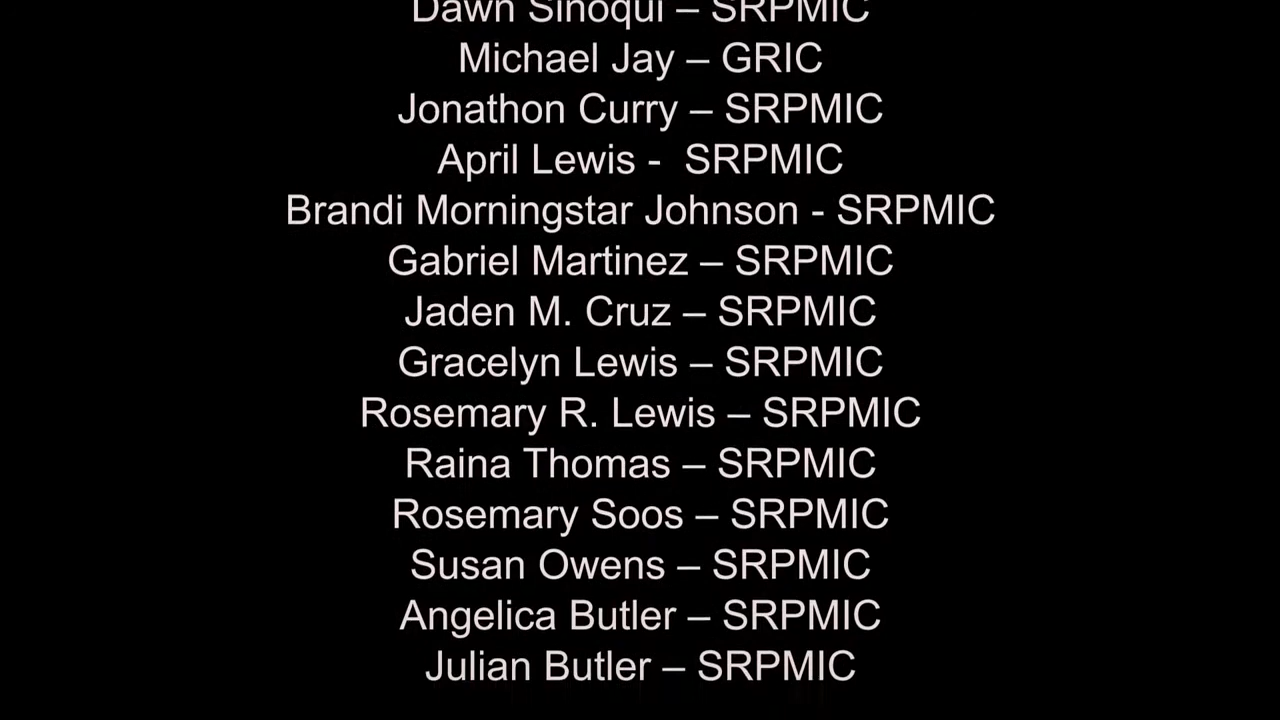 Dawn Sinoqui – SRPMIC
Michael Jay – GRIC
Jonathon Curry – SRPMIC
April Lewis -  SRPMIC
Brandi Morningstar Johnson - SRPMIC
Gabriel Martinez – SRPMIC
Jaden M. Cruz – SRPMIC
Gracelyn Lewis – SRPMIC
Rosemary R. Lewis – SRPMIC
Raina Thomas – SRPMIC
Rosemary Soos – SRPMIC
Susan Owens – SRPMIC
Angelica Butler – SRPMIC
Julian Butler – SRPMIC